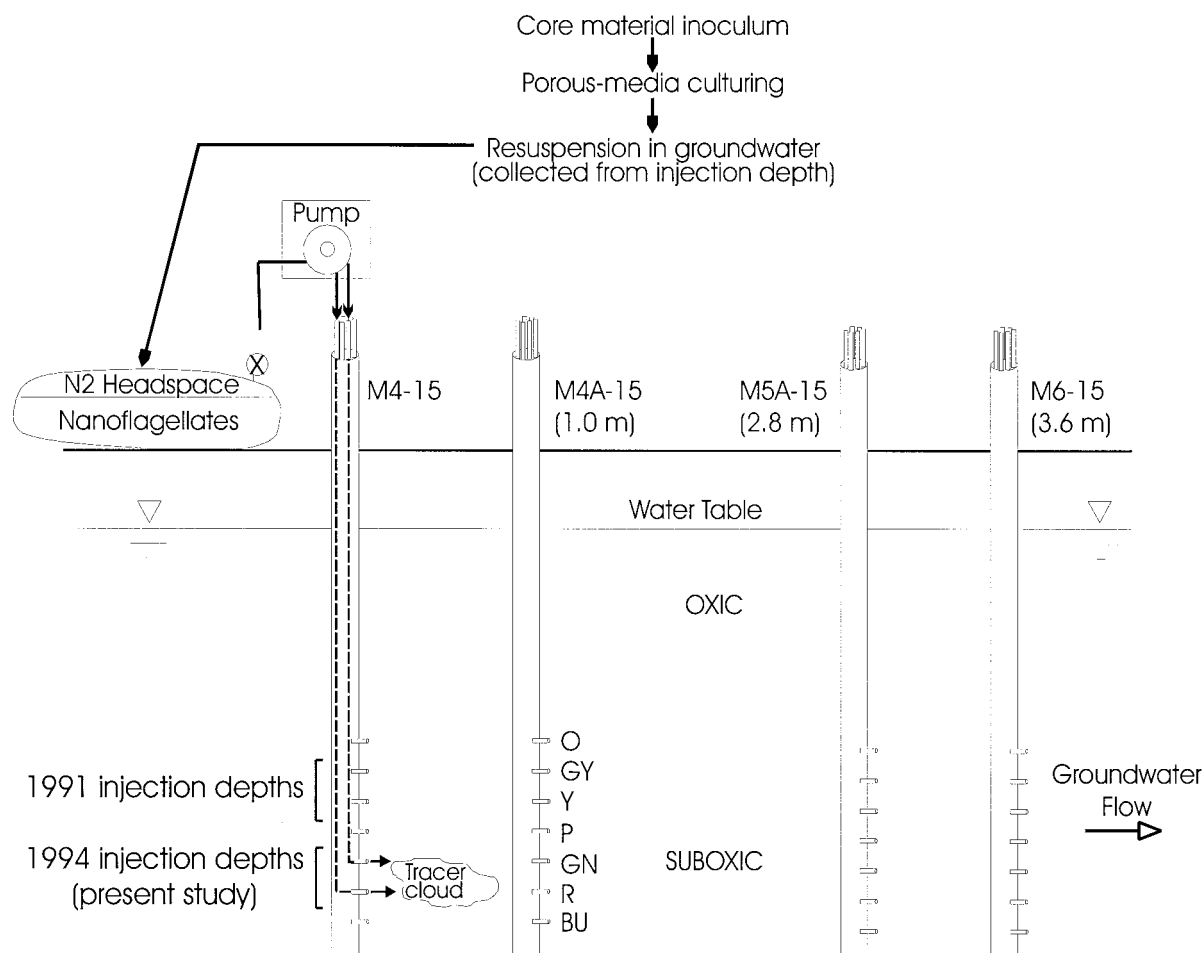 Core material inoculum
Porous-media culturing
Resuspension in groundwater
(collected from injection depth)
Pump
X
N2 Headspace
Nanoflagellates
M4-15
M4A-15
(1.0 m)
M5A-15
(2.8 m)
M6-15
(3.6 m)
Water Table
OXIC
O
GY
Y
P
GN
R
BU
1991 injection depths
1994 injection depths
(present study)
Tracer
cloud
SUBOXIC
Groundwater
Flow